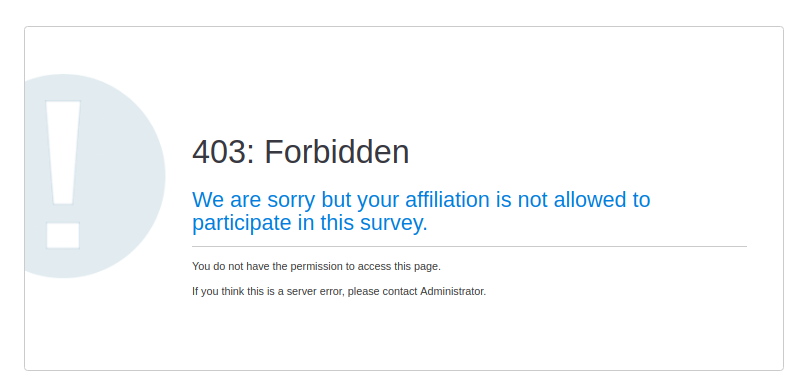 403: Forbidden
We are sorry but your affiliation is not allowed to
participate in this survey.
You do not have the permission to access this page.
If you think this is a server error, please contact Administrator.